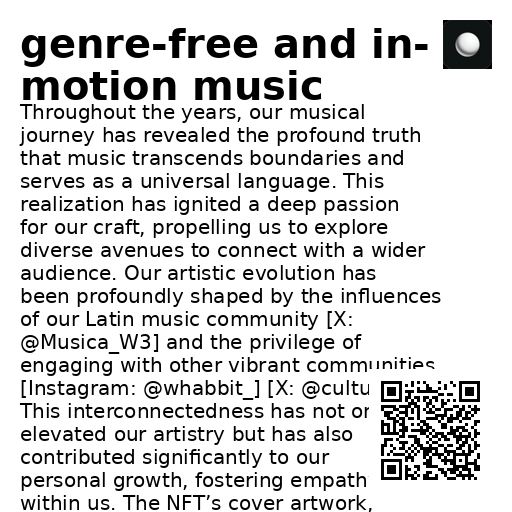 genre-free and in-
motion music
Throughout the years, our musical
journey has revealed the profound truth
that music transcends boundaries and
serves as a universal language. This
realization has ignited a deep passion
for our craft, propelling us to explore
diverse avenues to connect with a wider
audience. Our artistic evolution has
been profoundly shaped by the influences
of our Latin music community [X:
@Musica_W3] and the privilege of
engaging with other vibrant communities
[Instagram: @whabbit_] [X: @cultu
This interconnectedness has not
elevated our artistry but has also
contributed significantly to our
personal growth, fostering empath
within us. The NFT’s cover artwork,